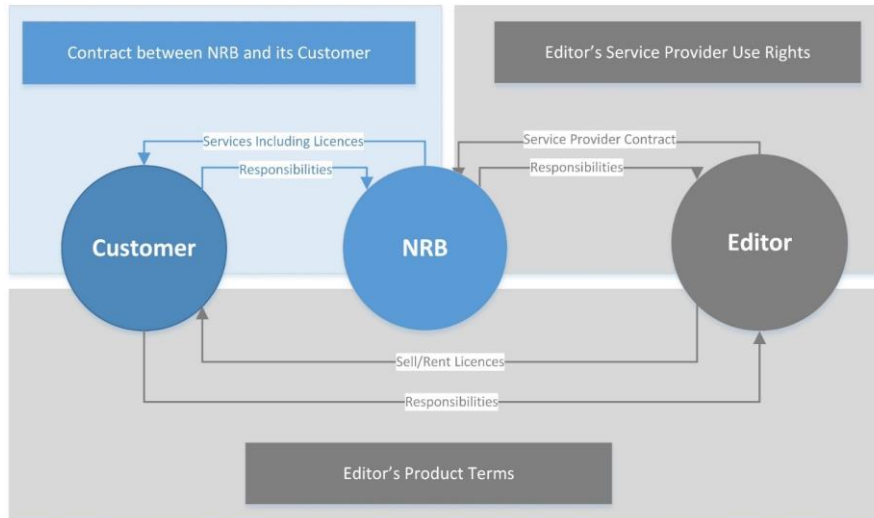 Contract between NRB and its Customer
Editor's Service Provider Use Rights
Services Including Licences
Service Provider Contract
Responsibilities
Responsibilities
Customer
NRB
Editor
Sell/Rent Licences
Responsibilities
Editor's Product Terms